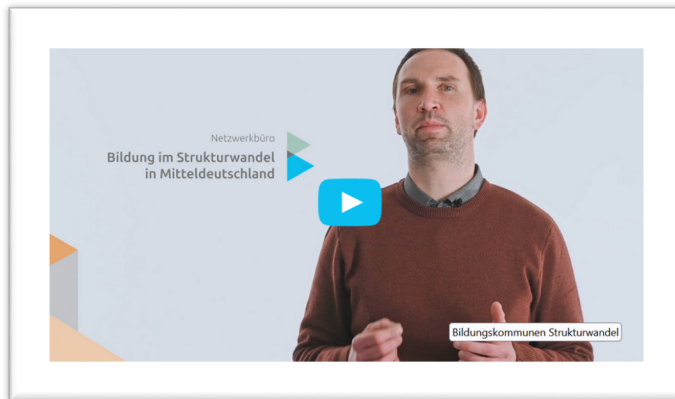 Netzwerkbüro
Bildung im Strukturwandel
in Mitteldeutschland
Bildungskommunen Strukturwandel